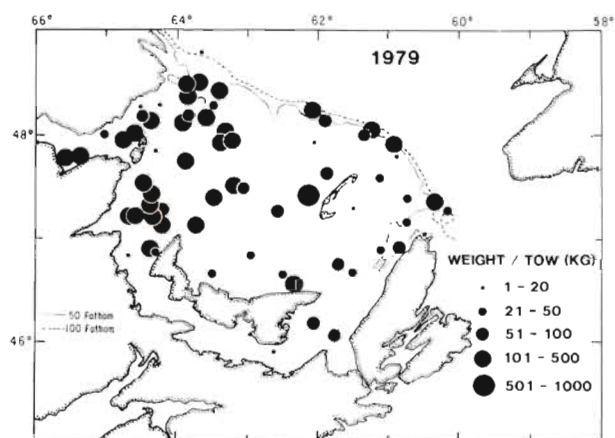 66° 64° 62° 60° 58°
1979
48°
WEIGHT / TOW (KG)
1 - 20
21 - 50
50 Fathom
51 - 100
100 Fathom
101 - 500
46°
501 - 1000